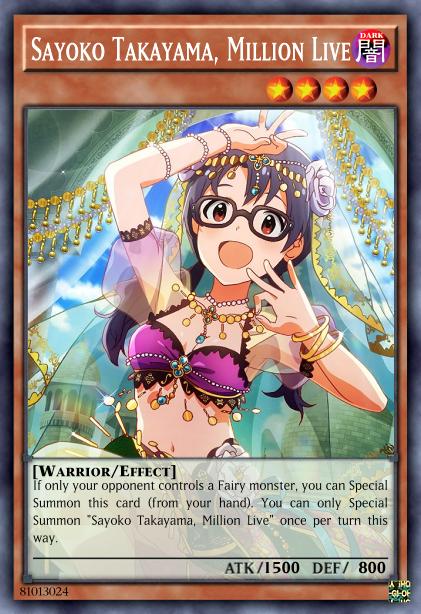 Sayoko Takayama, Million Live
DARK
闇
[Warrior/Effect]
If only your opponent controls a Fairy monster, you can Special
Summon this card (from your hand). You can only Special
Summon "Sayoko Takayama, Million Live" once per turn this
way.
ATK/1500 DEF/ 800
81013024